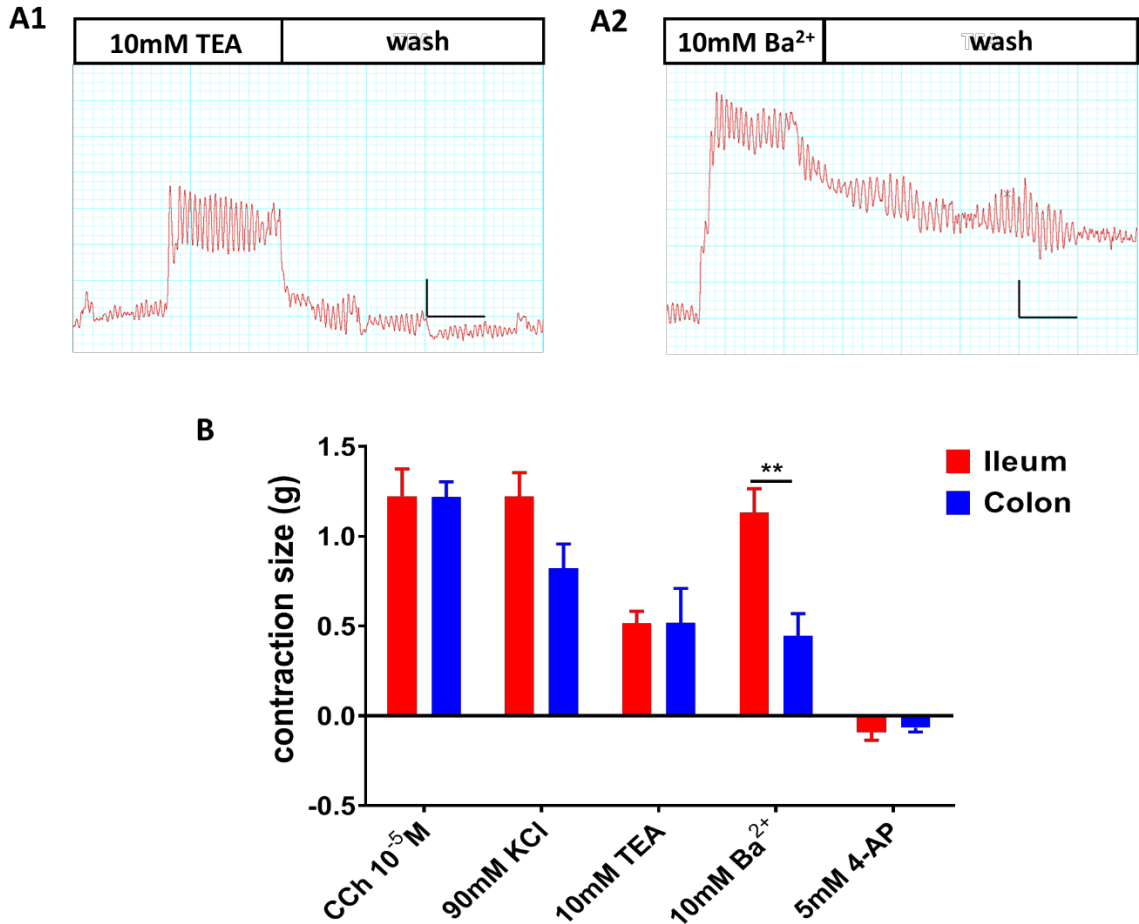 A1
10mM TEA
wash
A2
10mM Ba²⁺
wash
B
contraction size (g)
1.5
1.0
0.5
0.0
-0.5
**
Ileum
Colon
CCh 10⁻⁵M
90mM KCl
10mM TEA
10mM Ba²⁺
5mM 4-AP